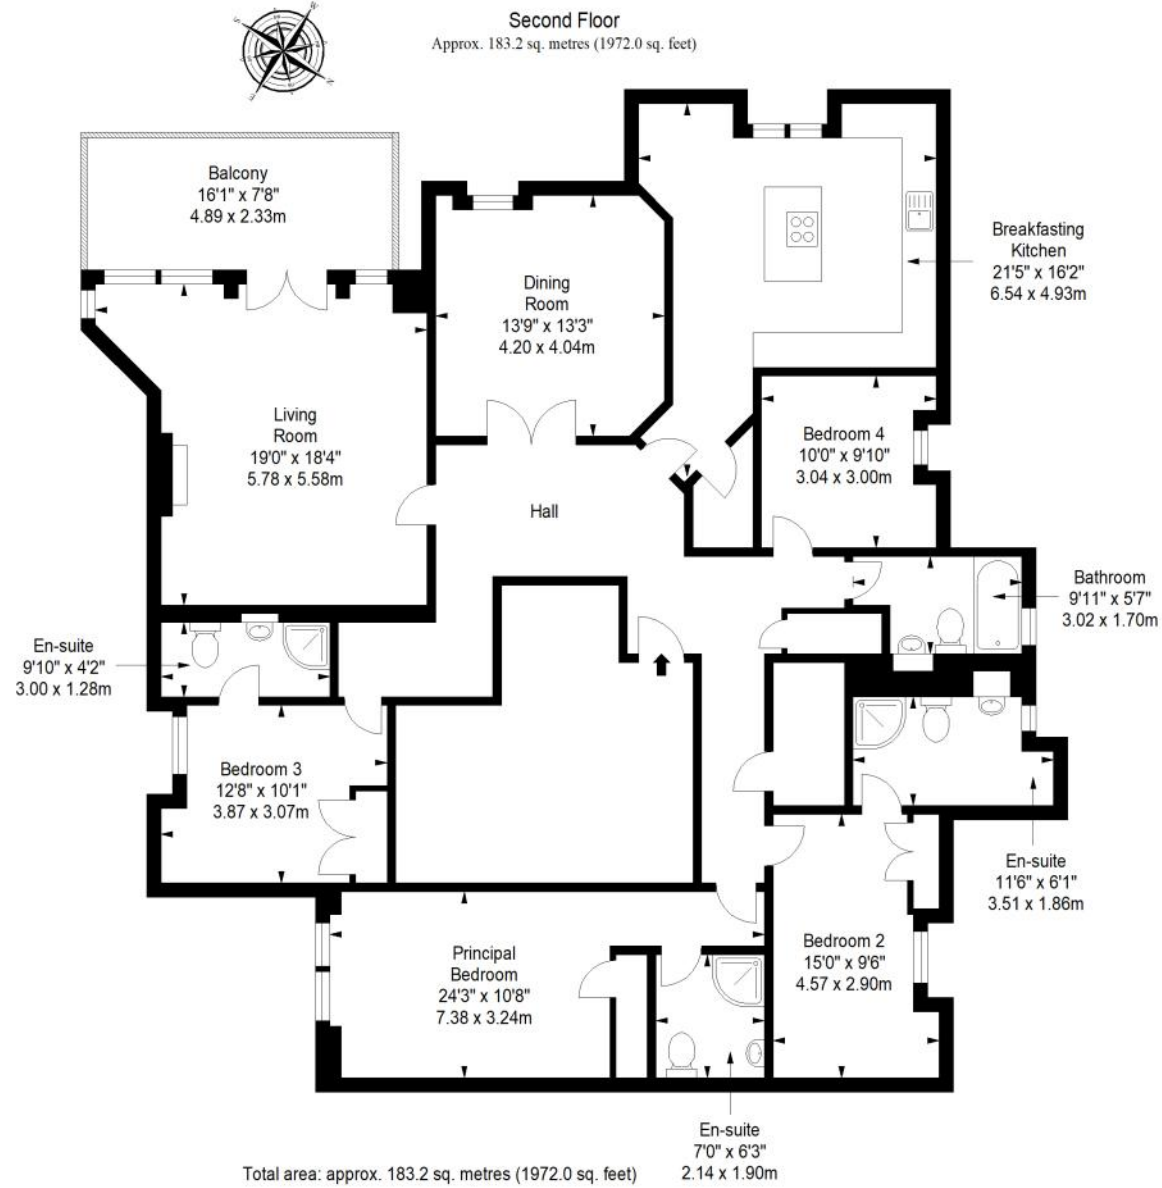 Second Floor
Approx. 183.2 sq. metres (1972.0 sq. feet)
S
W
E
N
Balcony
16'1" x 7'8"
4.89 x 2.33m
Dining
Room
13'9" x 13'3"
4.20 x 4.04m
Breakfasting
Kitchen
21'5" x 16'2"
6.54 x 4.93m
Living
Room
19'0" x 18'4"
5.78 x 5.58m
Bedroom 4
10'0" x 9'10"
3.04 x 3.00m
Hall
Bathroom
9'11" x 5'7"
3.02 x 1.70m
En-suite
9'10" x 4'2"
3.00 x 1.28m
Bedroom 3
12'8" x 10'1"
3.87 x 3.07m
En-suite
11'6" x 6'1"
3.51 x 1.86m
Principal
Bedroom
24'3" x 10'8"
7.38 x 3.24m
Bedroom 2
15'0" x 9'6"
4.57 x 2.90m
En-suite
7'0" x 6'3"
2.14 x 1.90m
Total area: approx. 183.2 sq. metres (1972.0 sq. feet)